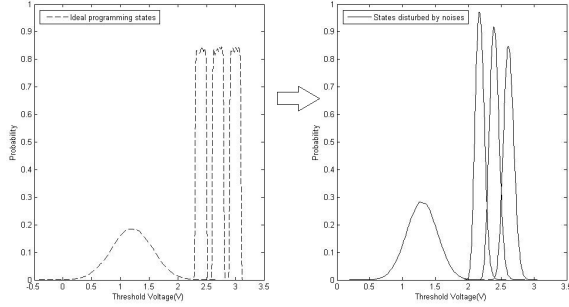 Ideal programming states
1
0.9
0.8
0.7
0.6
0.5
0.4
0.3
0.2
0.1
0
Probability
-0.5 0 0.5 1 1.5 2 2.5 3 3.5
Threshold Voltage(V)
States disturbed by noises
1
0.9
0.8
0.7
0.6
0.5
0.4
0.3
0.2
0.1
0
Probability
0 0.5 1 1.5 2 2.5 3 3.5
Threshold Voltage(V)